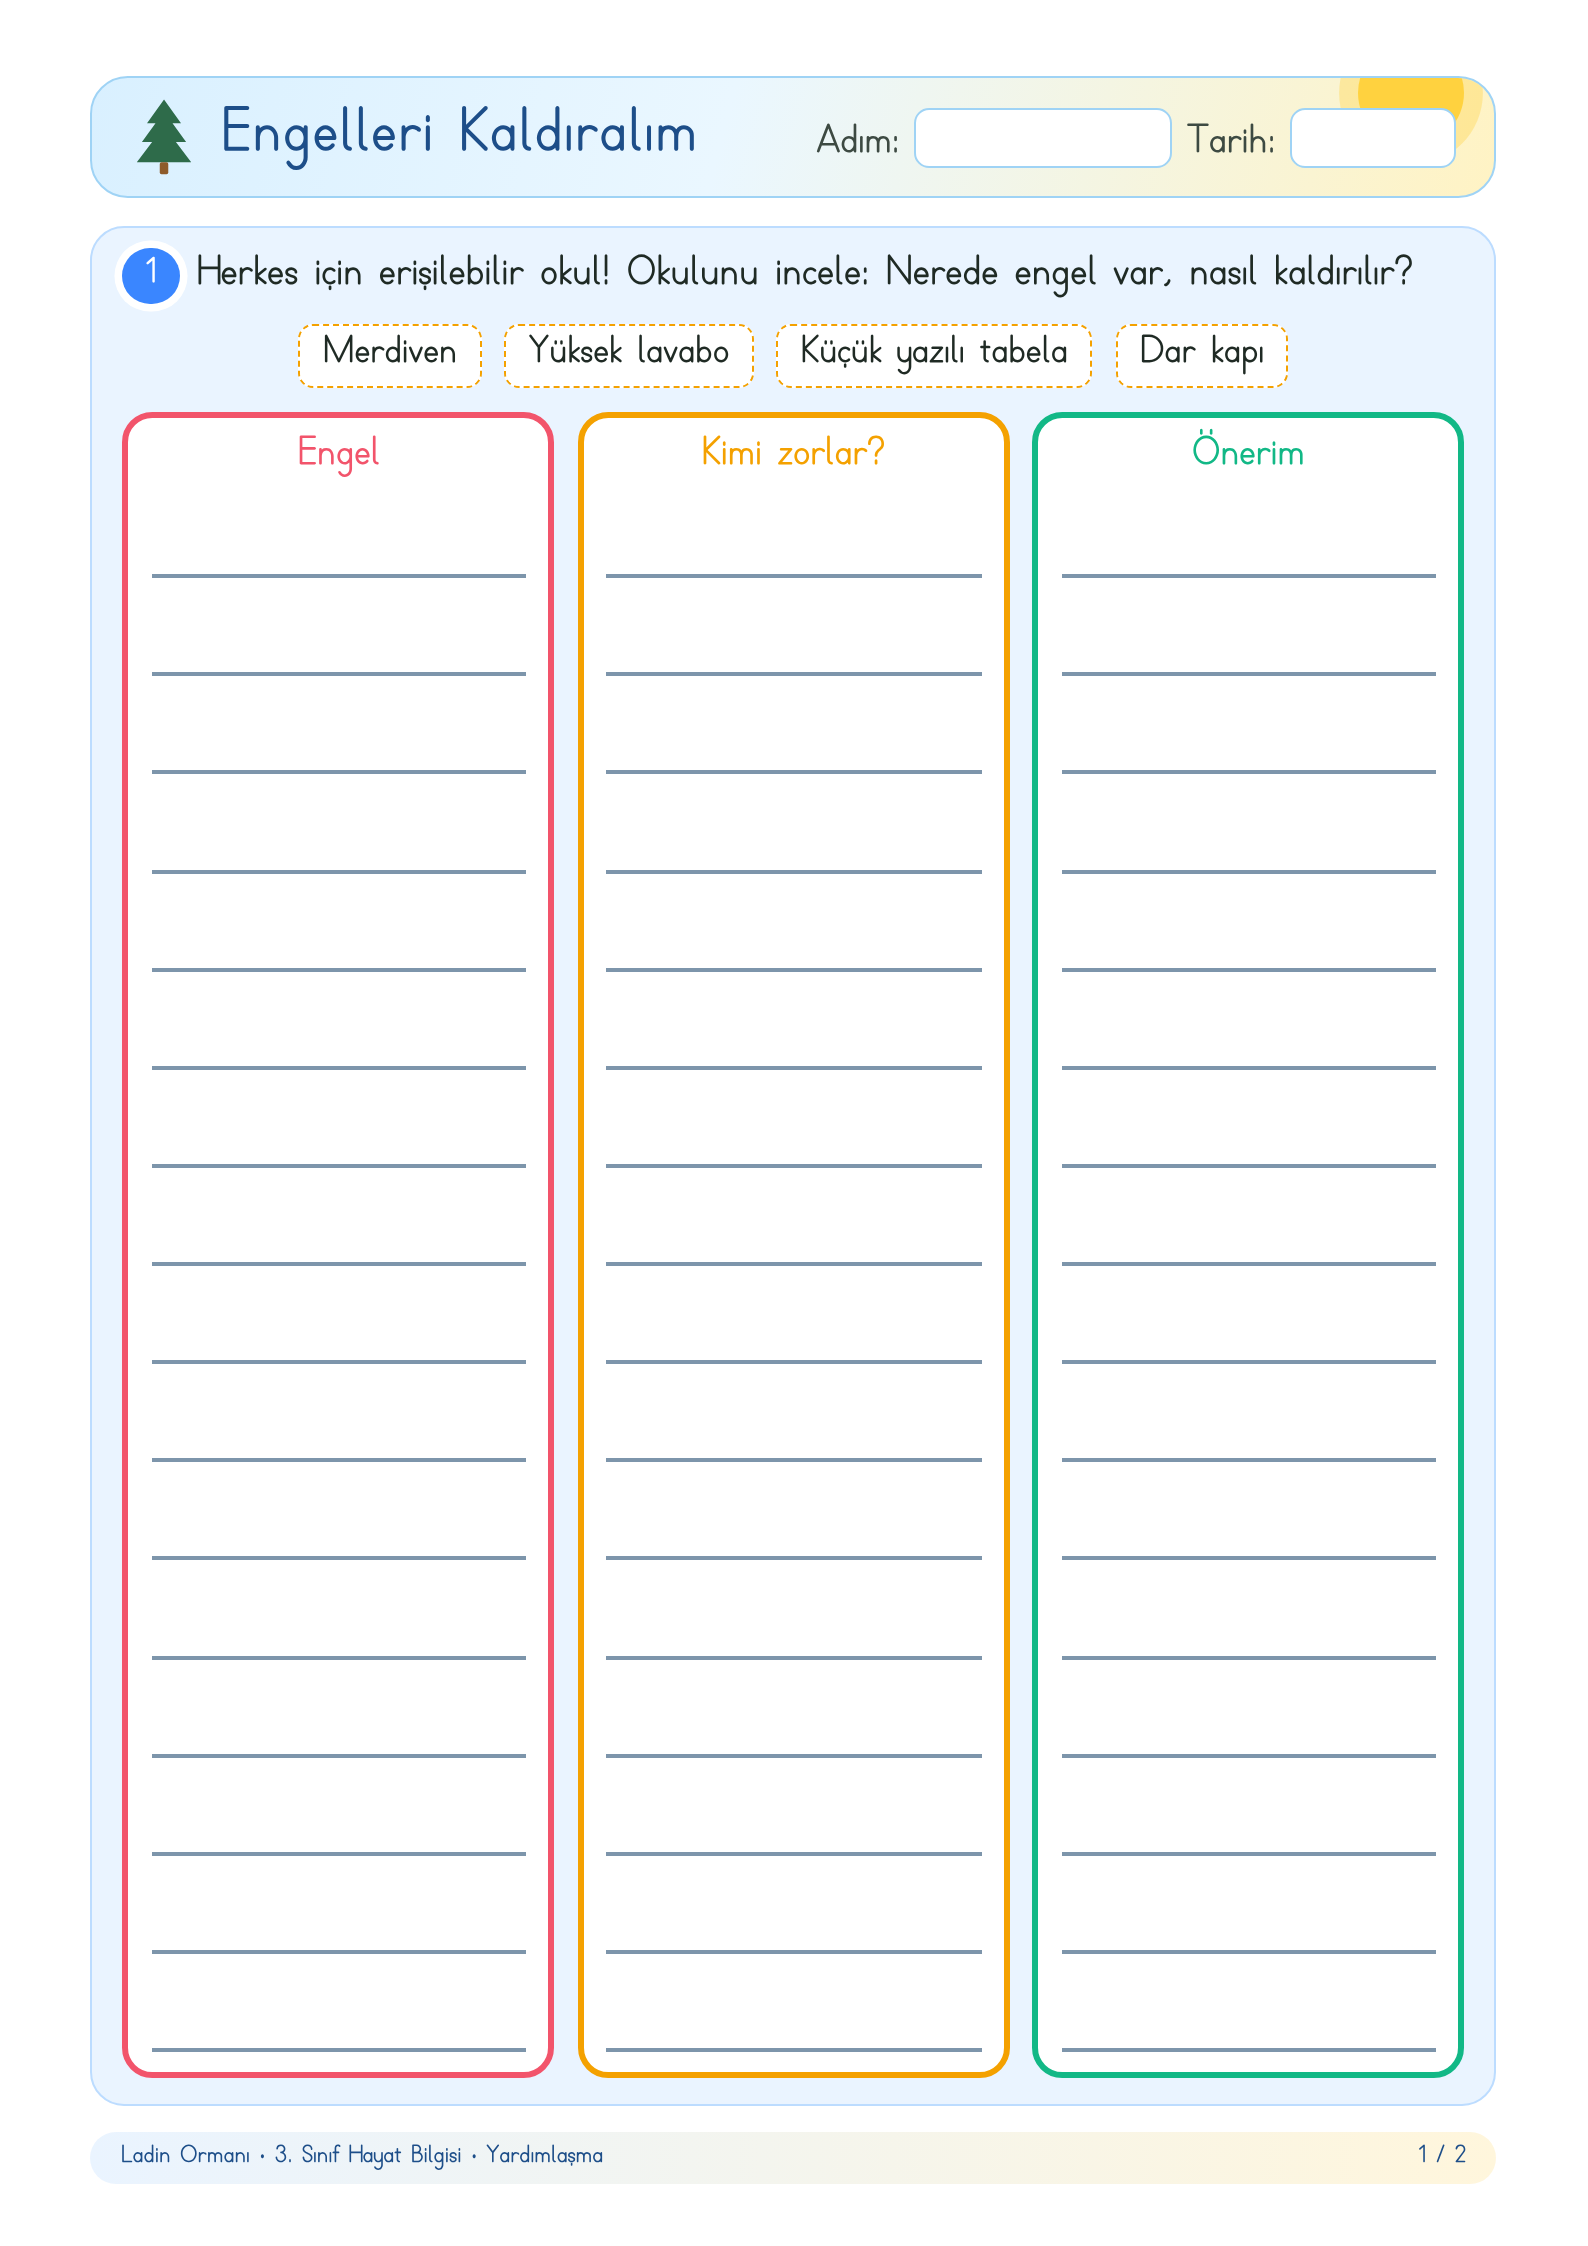 Engelleri Kaldıralım
Adım:
Tarih:
1
Herkes için erişilebilir okul! Okulunu incele: Nerede engel var, nasıl kaldırılır?
Merdiven
Yüksek lavabo
Küçük yazılı tabela
Dar kapı
Engel
Kimi zorlar?
Önerim
Ladin Ormanı • 3. Sınıf Hayat Bilgisi • Yardımlaşma
1 / 2